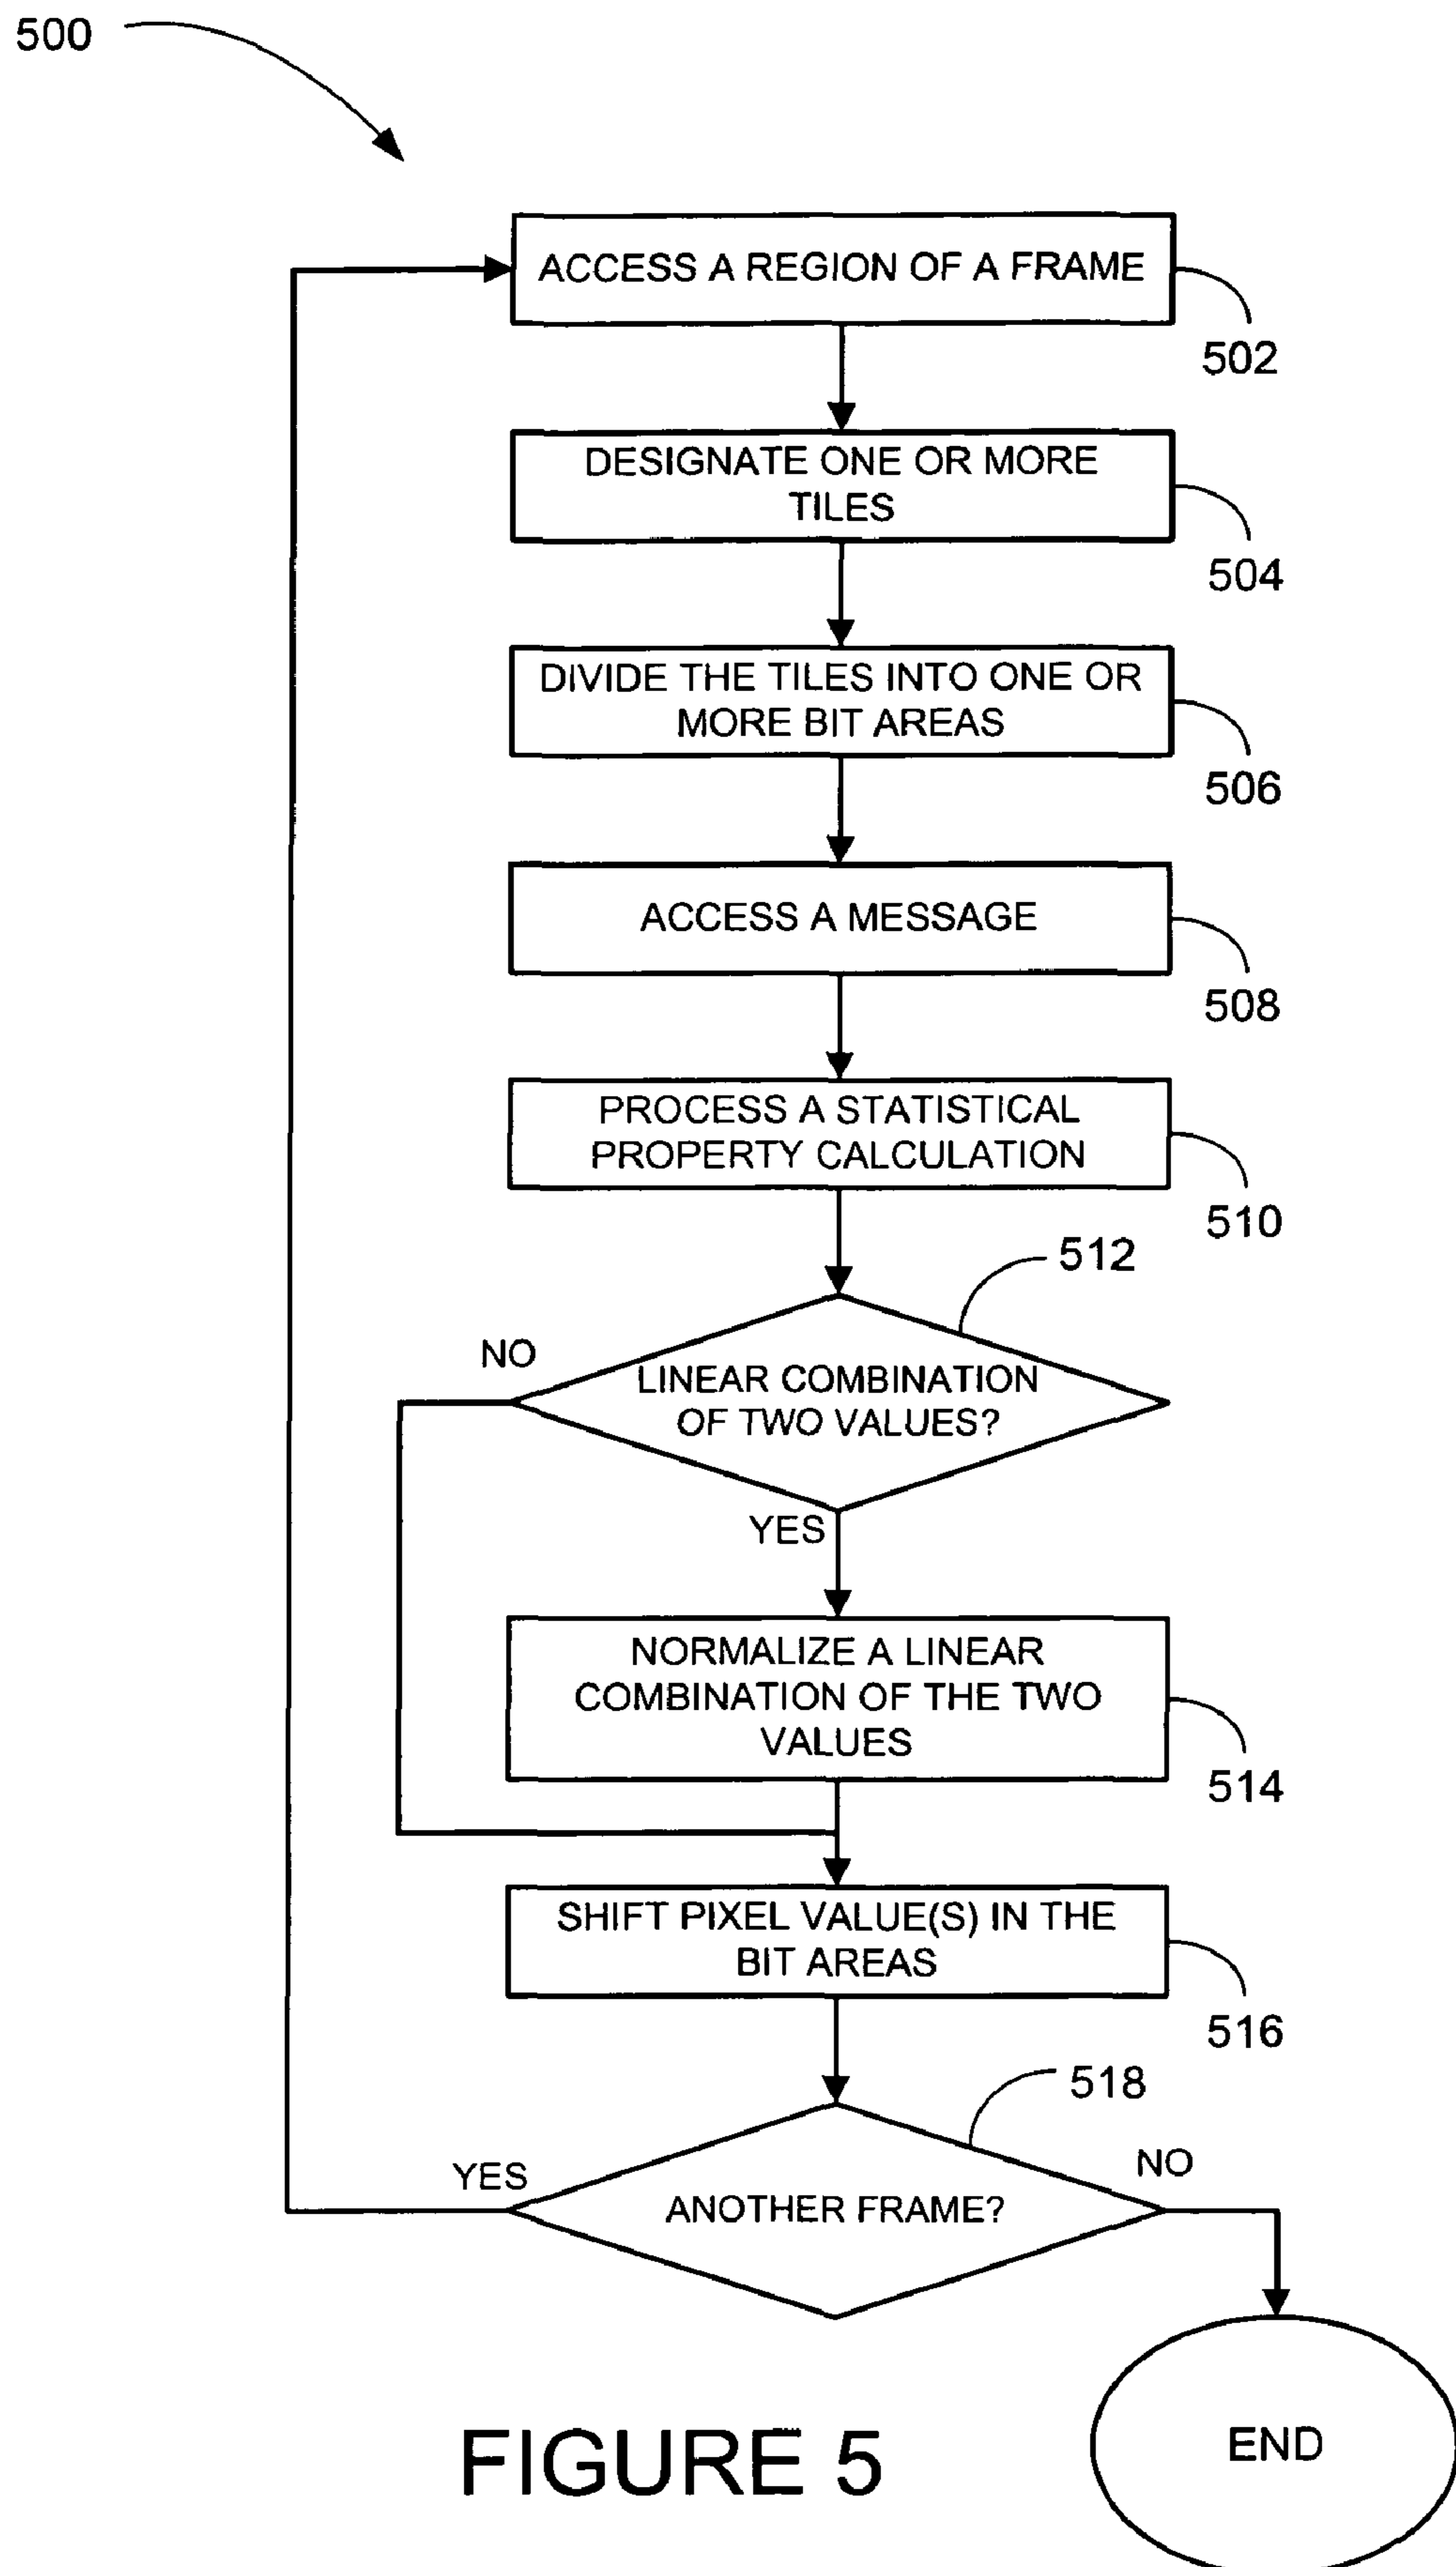 500
ACCESS A REGION OF A FRAME
502
DESIGNATE ONE OR MORE
TILES
504
DIVIDE THE TILES INTO ONE OR
MORE BIT AREAS
506
ACCESS A MESSAGE
508
PROCESS A STATISTICAL
PROPERTY CALCULATION
510
512
NO
LINEAR COMBINATION
OF TWO VALUES?
YES
NORMALIZE A LINEAR
COMBINATION OF THE TWO
VALUES
514
SHIFT PIXEL VALUE(S) IN THE
BIT AREAS
516
518
YES
NO
ANOTHER FRAME?
END
FIGURE 5